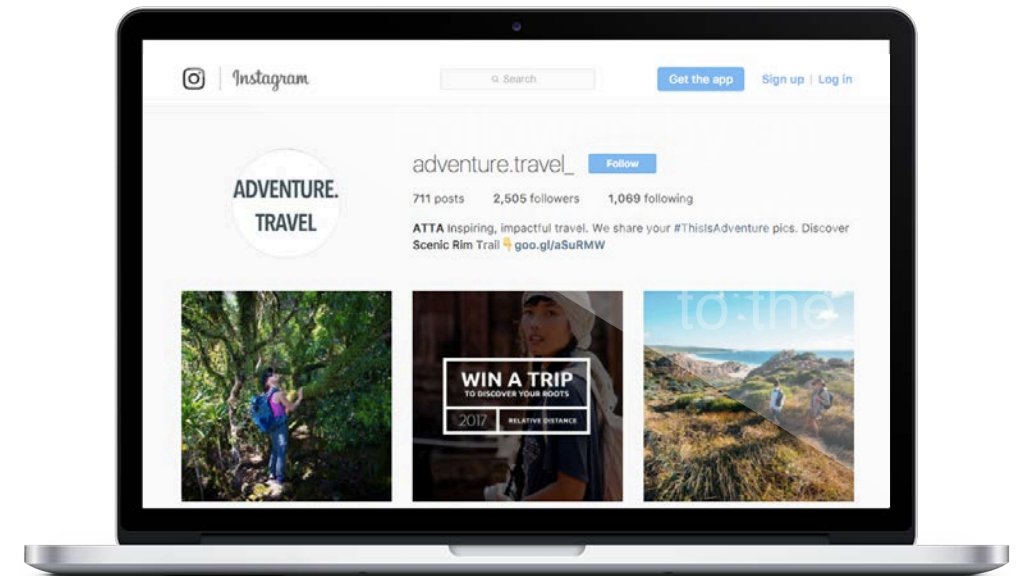 Instagram
Search
Get the app
Sign up | Log in
ADVENTURE.
TRAVEL
adventure.travel_
Follow
711 posts 2,505 followers 1,069 following
ATTA Inspiring, impactful travel. We share your #ThisIsAdventure pics. Discover
Scenic Rim Trail 👇 goo.gl/aSuRMW
to the
WIN A TRIP
TO DISCOVER YOUR ROOTS
2017 RELATIVE DISTANCE